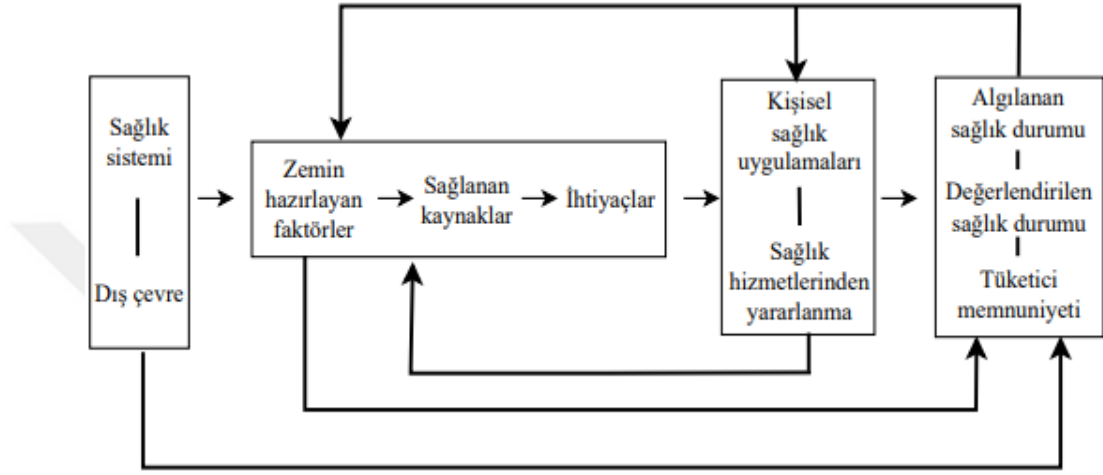 Sağlık
sistemi
Dış çevre
Zemin
hazırlayan
faktörler
Sağlanan
kaynaklar
İhtiyaçlar
Kişisel
sağlık
uygulamaları
Sağlık
hizmetlerinden
yararlanma
Algılanan
sağlık durumu
Değerlendirilen
sağlık durumu
Tüketici
memnuniyeti